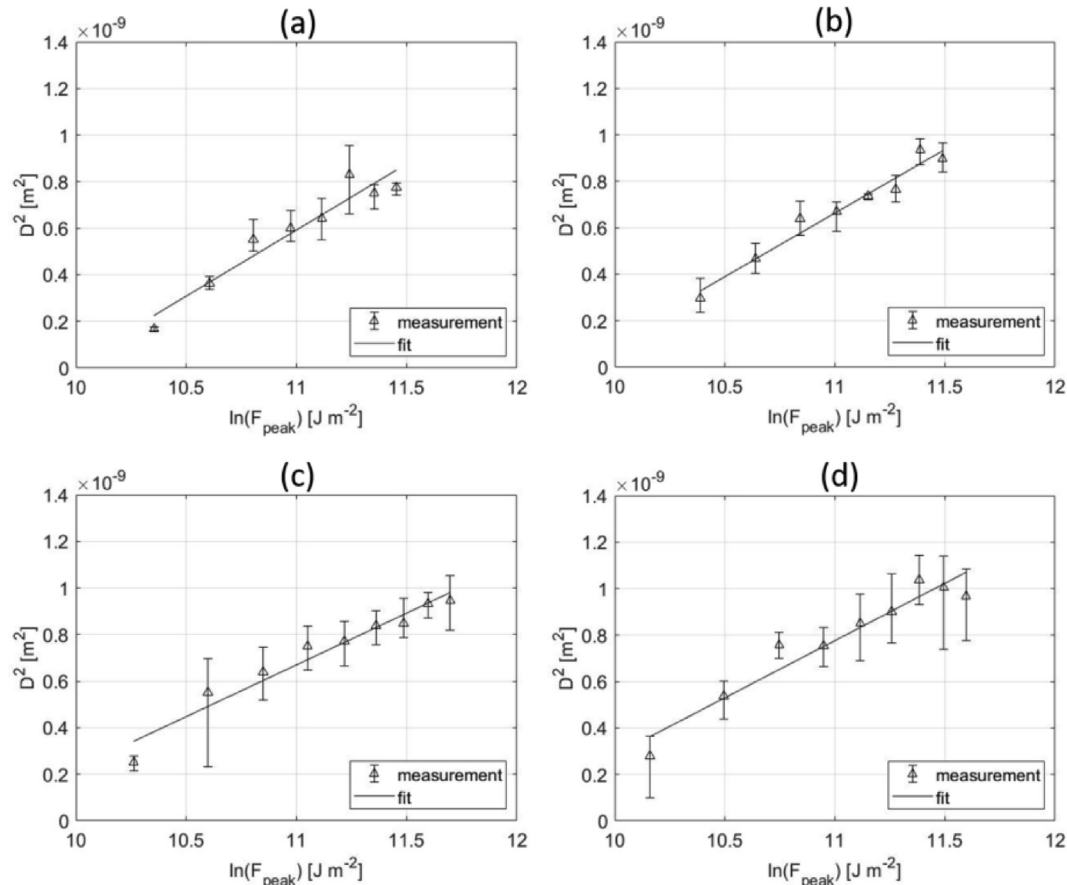 (a)
×10⁻⁹
1.4
1.2
1
0.8
0.6
0.4
0.2
0
D² [m²]
10 10.5 11 11.5 12
ln(F_peak) [J m⁻²]
measurement
fit
(b)
×10⁻⁹
1.4
1.2
1
0.8
0.6
0.4
0.2
0
D² [m²]
10 10.5 11 11.5 12
ln(F_peak) [J m⁻²]
measurement
fit
(c)
×10⁻⁹
1.4
1.2
1
0.8
0.6
0.4
0.2
0
D² [m²]
10 10.5 11 11.5 12
ln(F_peak) [J m⁻²]
measurement
fit
(d)
×10⁻⁹
1.4
1.2
1
0.8
0.6
0.4
0.2
0
D² [m²]
10 10.5 11 11.5 12
ln(F_peak) [J m⁻²]
measurement
fit